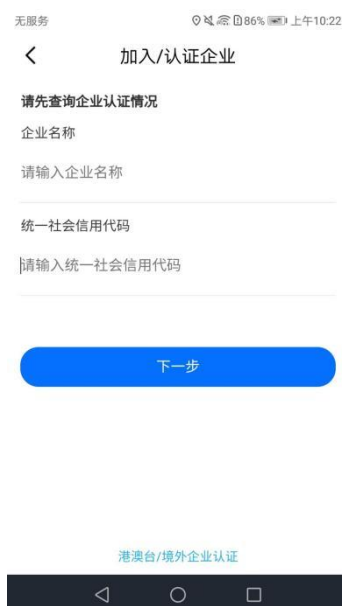 无服务 86% 上午10:22
加入/认证企业
请先查询企业认证情况
企业名称
请输入企业名称
统一社会信用代码
请输入统一社会信用代码
下一步
港澳台/境外企业认证